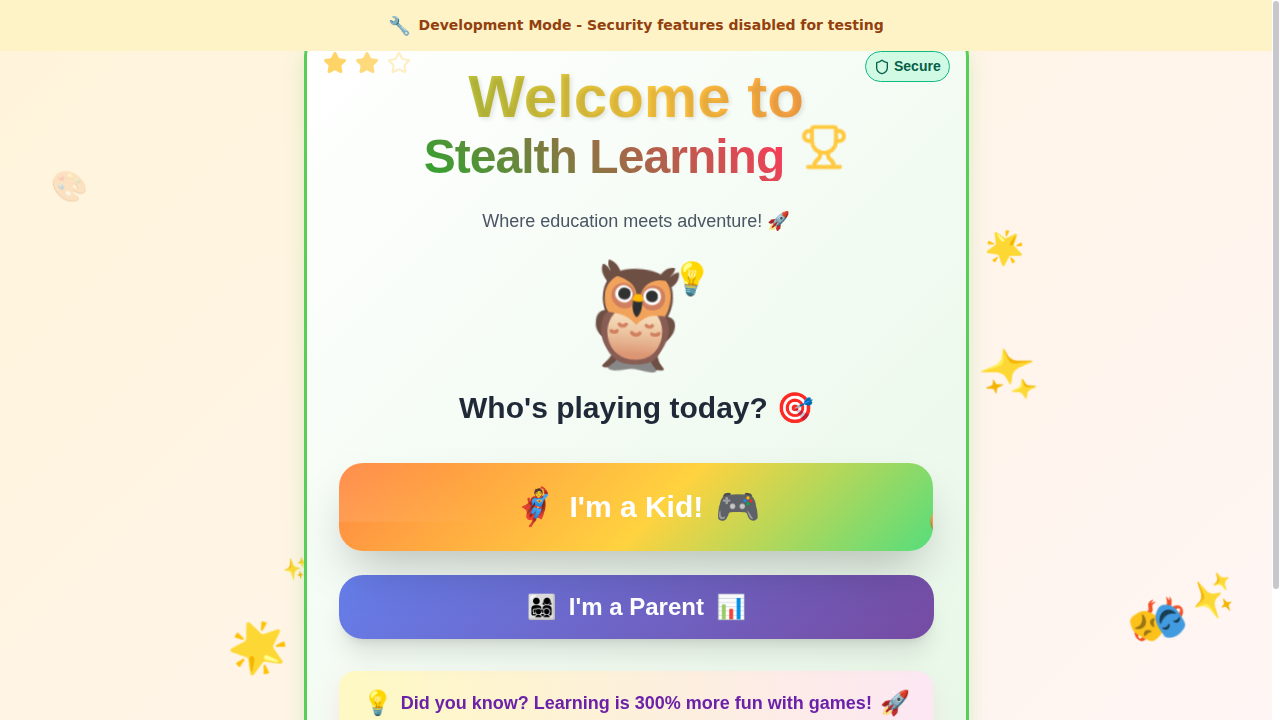 Development Mode - Security features disabled for testing
Secure
Welcome to
Stealth Learning
Where education meets adventure!
Who's playing today?
I'm a Kid!
I'm a Parent
Did you know? Learning is 300% more fun with games!